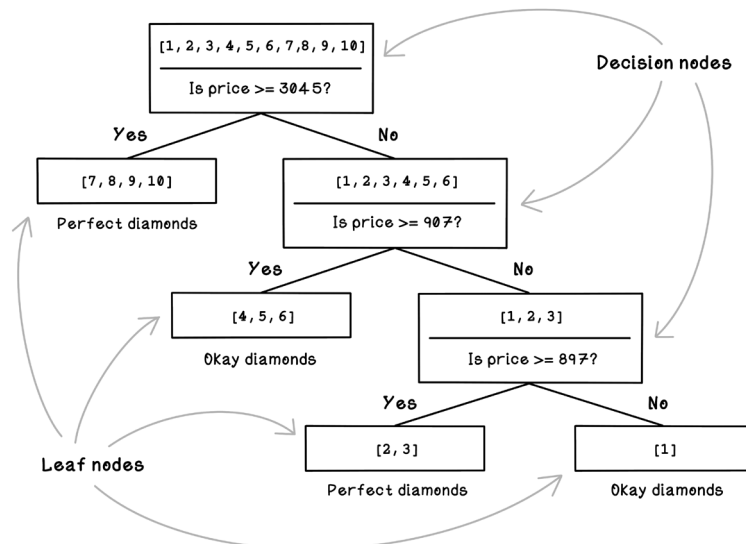 [1, 2, 3, 4, 5, 6, 7,8, 9, 10]
Is price >= 3045?
Decision nodes
Yes
No
[7, 8, 9, 10]
Perfect diamonds
[1, 2, 3, 4, 5, 6]
Is price >= 907?
Yes
No
[4, 5, 6]
Okay diamonds
[1, 2, 3]
Is price >= 897?
Yes
No
Leaf nodes
[2, 3]
Perfect diamonds
[1]
Okay diamonds